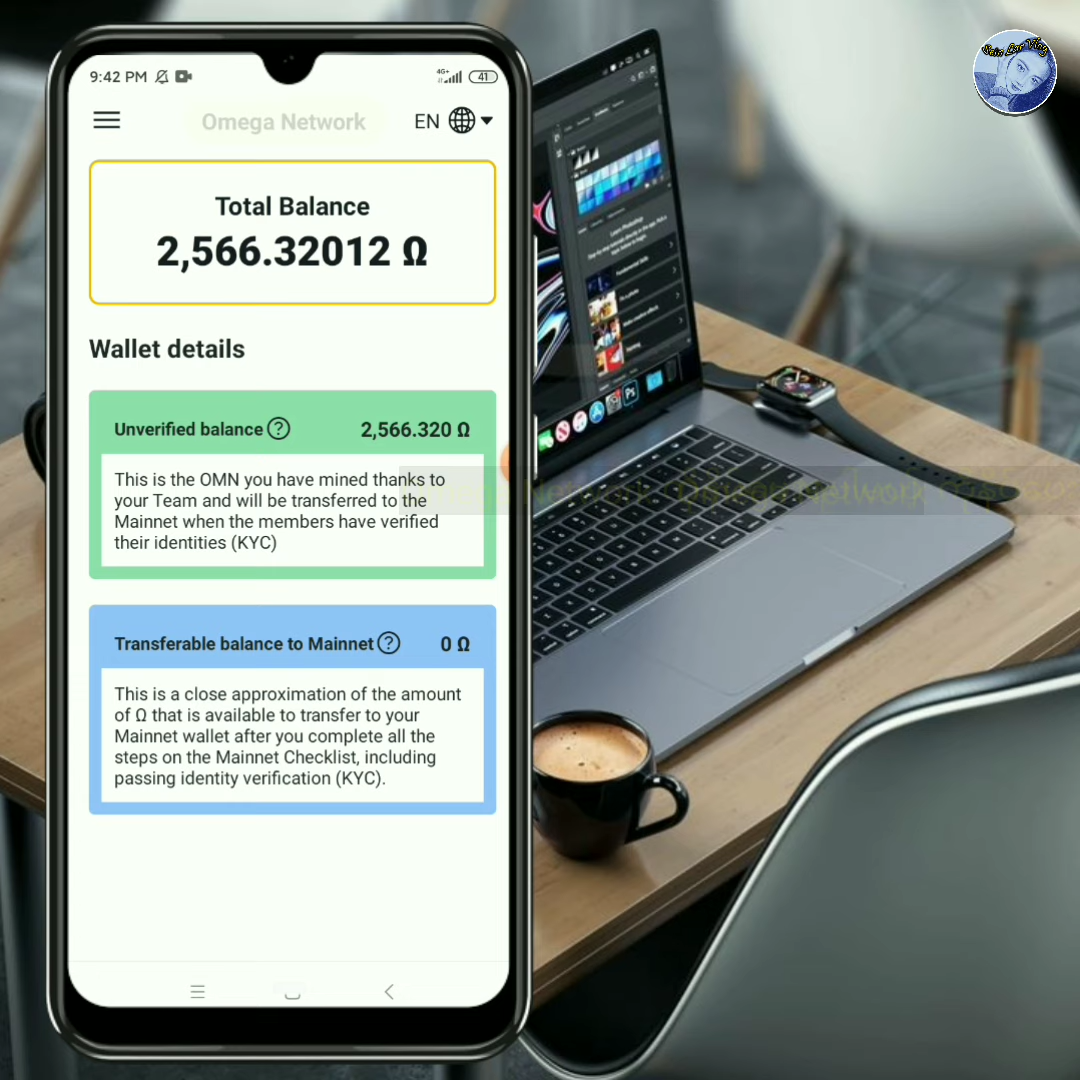 9:42 PM
4G+
41
Omega Network
EN
Total Balance
2,566.32012 Ω
Wallet details
Unverified balance ?
2,566.320 Ω
This is the OMN you have mined thanks to
your Team and will be transferred to the
Mainnet when the members have verified
their identities (KYC)
Transferable balance to Mainnet ?
0 Ω
This is a close approximation of the amount
of Ω that is available to transfer to your
Mainnet wallet after you complete all the
steps on the Mainnet Checklist, including
passing identity verification (KYC).
Learn Photoshop
Ps